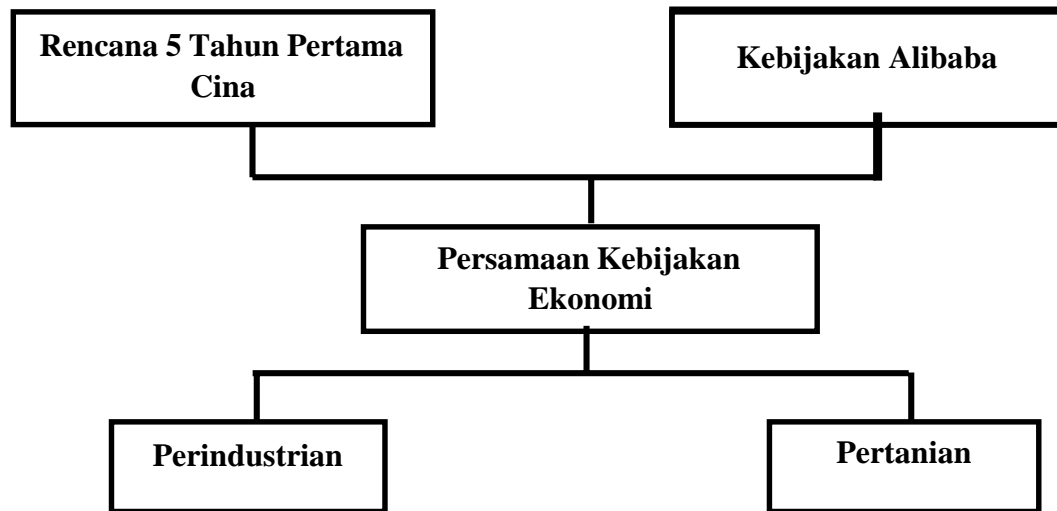 Rencana 5 Tahun Pertama
Cina
Kebijakan Alibaba
Persamaan Kebijakan
Ekonomi
Perindustrian
Pertanian